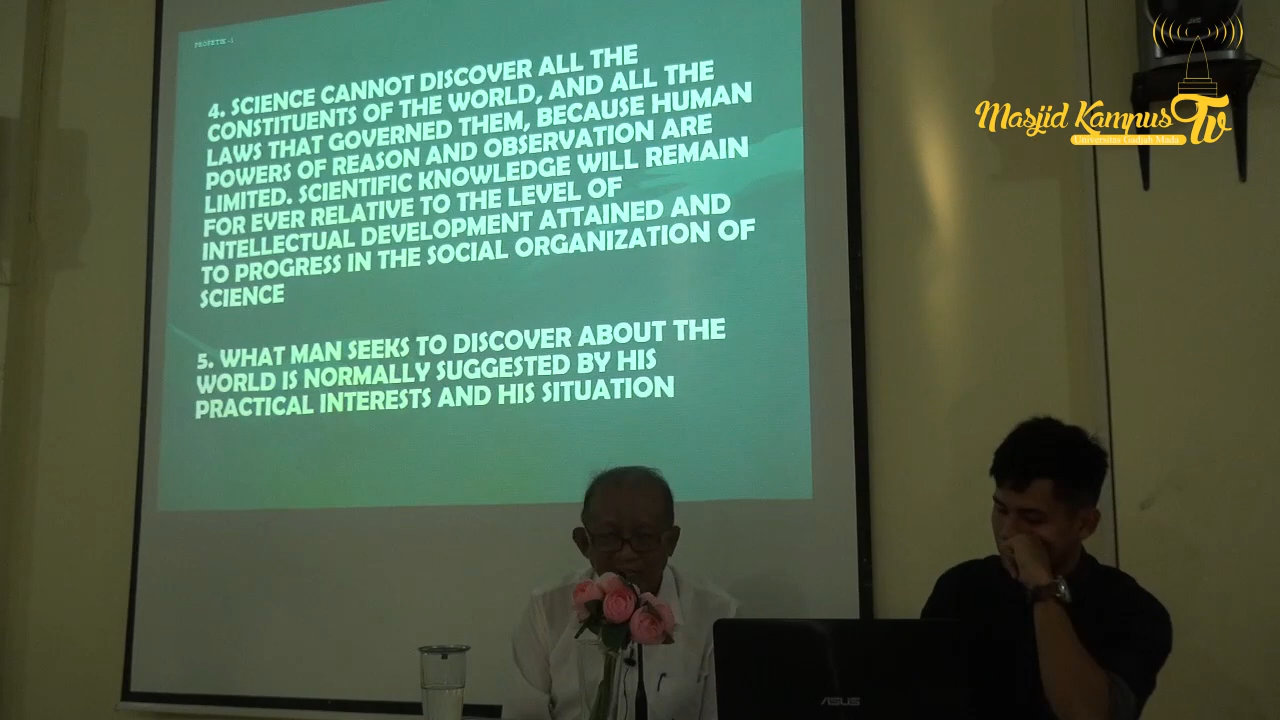 PROFETIK-1
4. SCIENCE CANNOT DISCOVER ALL THE
CONSTITUENTS OF THE WORLD, AND ALL THE
LAWS THAT GOVERNED THEM, BECAUSE HUMAN
POWERS OF REASON AND OBSERVATION ARE
LIMITED. SCIENTIFIC KNOWLEDGE WILL REMAIN
FOR EVER RELATIVE TO THE LEVEL OF
INTELLECTUAL DEVELOPMENT ATTAINED AND
TO PROGRESS IN THE SOCIAL ORGANIZATION OF
SCIENCE
5. WHAT MAN SEEKS TO DISCOVER ABOUT THE
WORLD IS NORMALLY SUGGESTED BY HIS
PRACTICAL INTERESTS AND HIS SITUATION
JVC
Masjid Kampus Tv
Universitas Gadjah Mada
ASUS